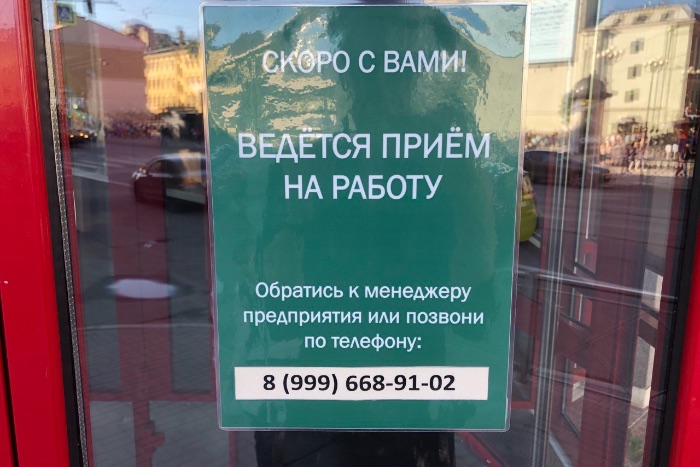 СКОРО С ВАМИ!
ВЕДЁТСЯ ПРИЁМ
НА РАБОТУ
Обратись к менеджеру
предприятия или позвони
по телефону:
8 (999) 668-91-02